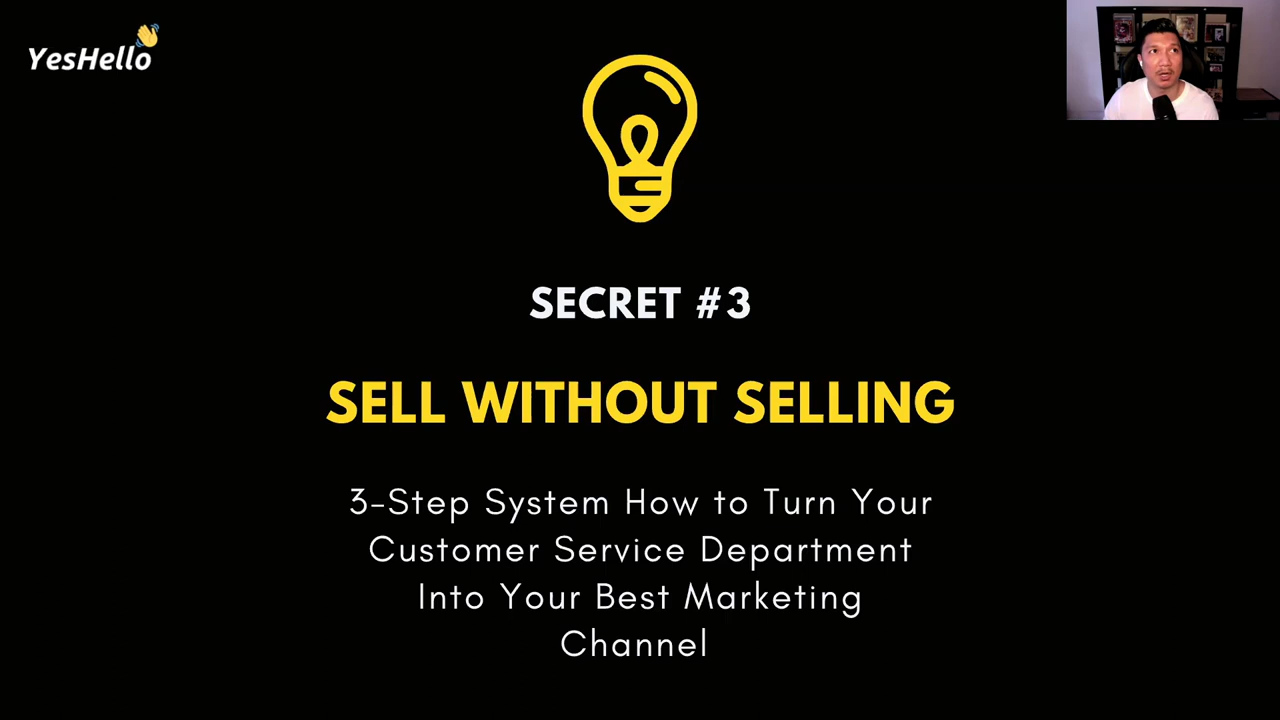 YesHello
SECRET #3
SELL WITHOUT SELLING
3-Step System How to Turn Your
Customer Service Department
Into Your Best Marketing
Channel